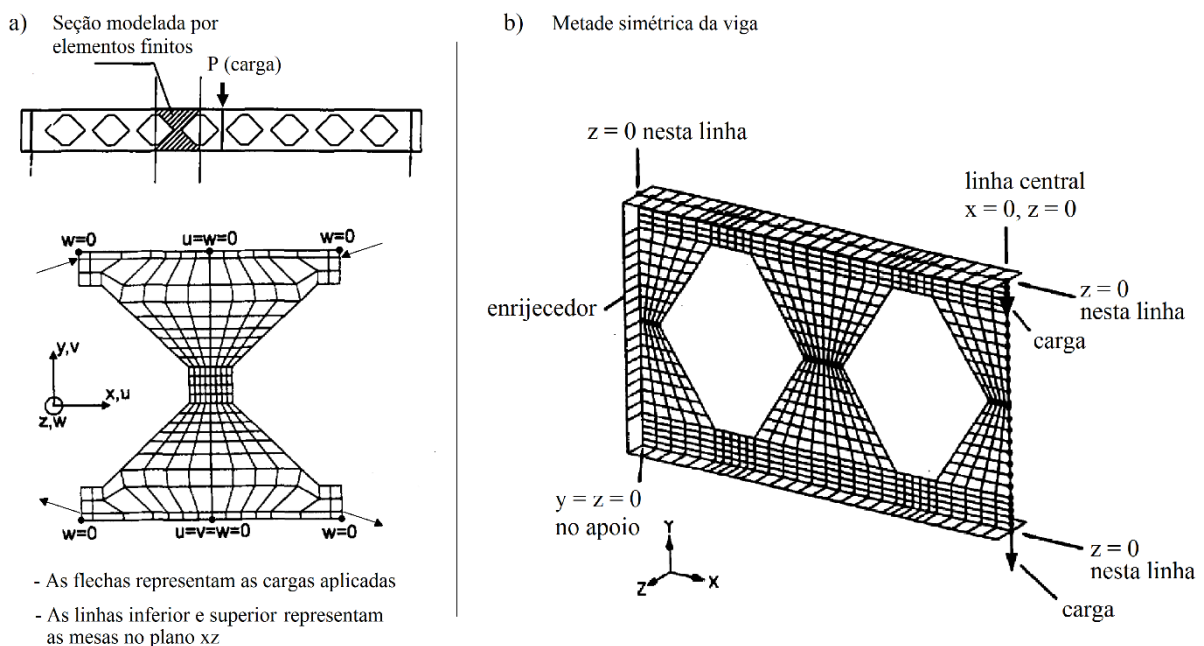 a) Seção modelada por
elementos finitos
P (carga)
w=0
u=w=0
w=0
y,v
x,u
z,w
w=0
u=v=w=0
w=0
- As flechas representam as cargas aplicadas
- As linhas inferior e superior representam
as mesas no plano xz
b) Metade simétrica da viga
z = 0 nesta linha
linha central
x = 0, z = 0
z = 0
nesta linha
enrijecedor
carga
y = z = 0
no apoio
Y
Z
X
z = 0
nesta linha
carga